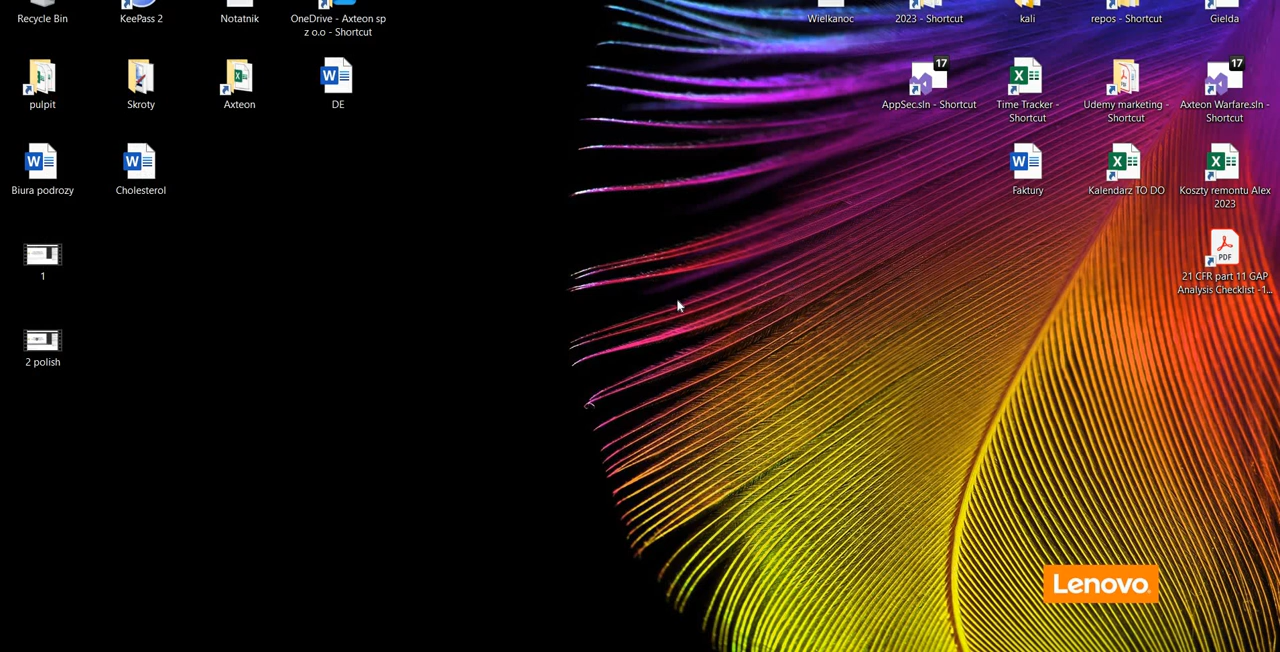 Recycle Bin
KeePass 2
Notatnik
OneDrive - Axteon sp
z o.o - Shortcut
Wielkanoc
2023 - Shortcut
kali
repos - Shortcut
Gielda
pulpit
Skroty
Axteon
DE
17
AppSec.sln - Shortcut
Time Tracker -
Shortcut
Udemy marketing -
Shortcut
17
Axteon Warfare.sln -
Shortcut
Biura podrozy
Cholesterol
Faktury
Kalendarz TO DO
Koszty remontu Alex
2023
1
PDF
21 CFR part 11 GAP
Analysis Checklist -1...
2 polish
Lenovo